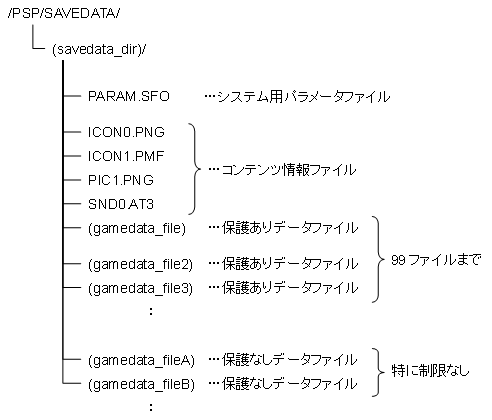 /PSP/SAVEDATA/
(savedata_dir)/
PARAM.SFO …システム用パラメータファイル
ICON0.PNG
ICON1.PMF
…コンテンツ情報ファイル
PIC1.PNG
SND0.AT3
(gamedata_file) …保護ありデータファイル
99ファイルまで
(gamedata_file2) …保護ありデータファイル
(gamedata_file3) …保護ありデータファイル
:
(gamedata_fileA) …保護なしデータファイル
特に制限なし
(gamedata_fileB) …保護なしデータファイル
: